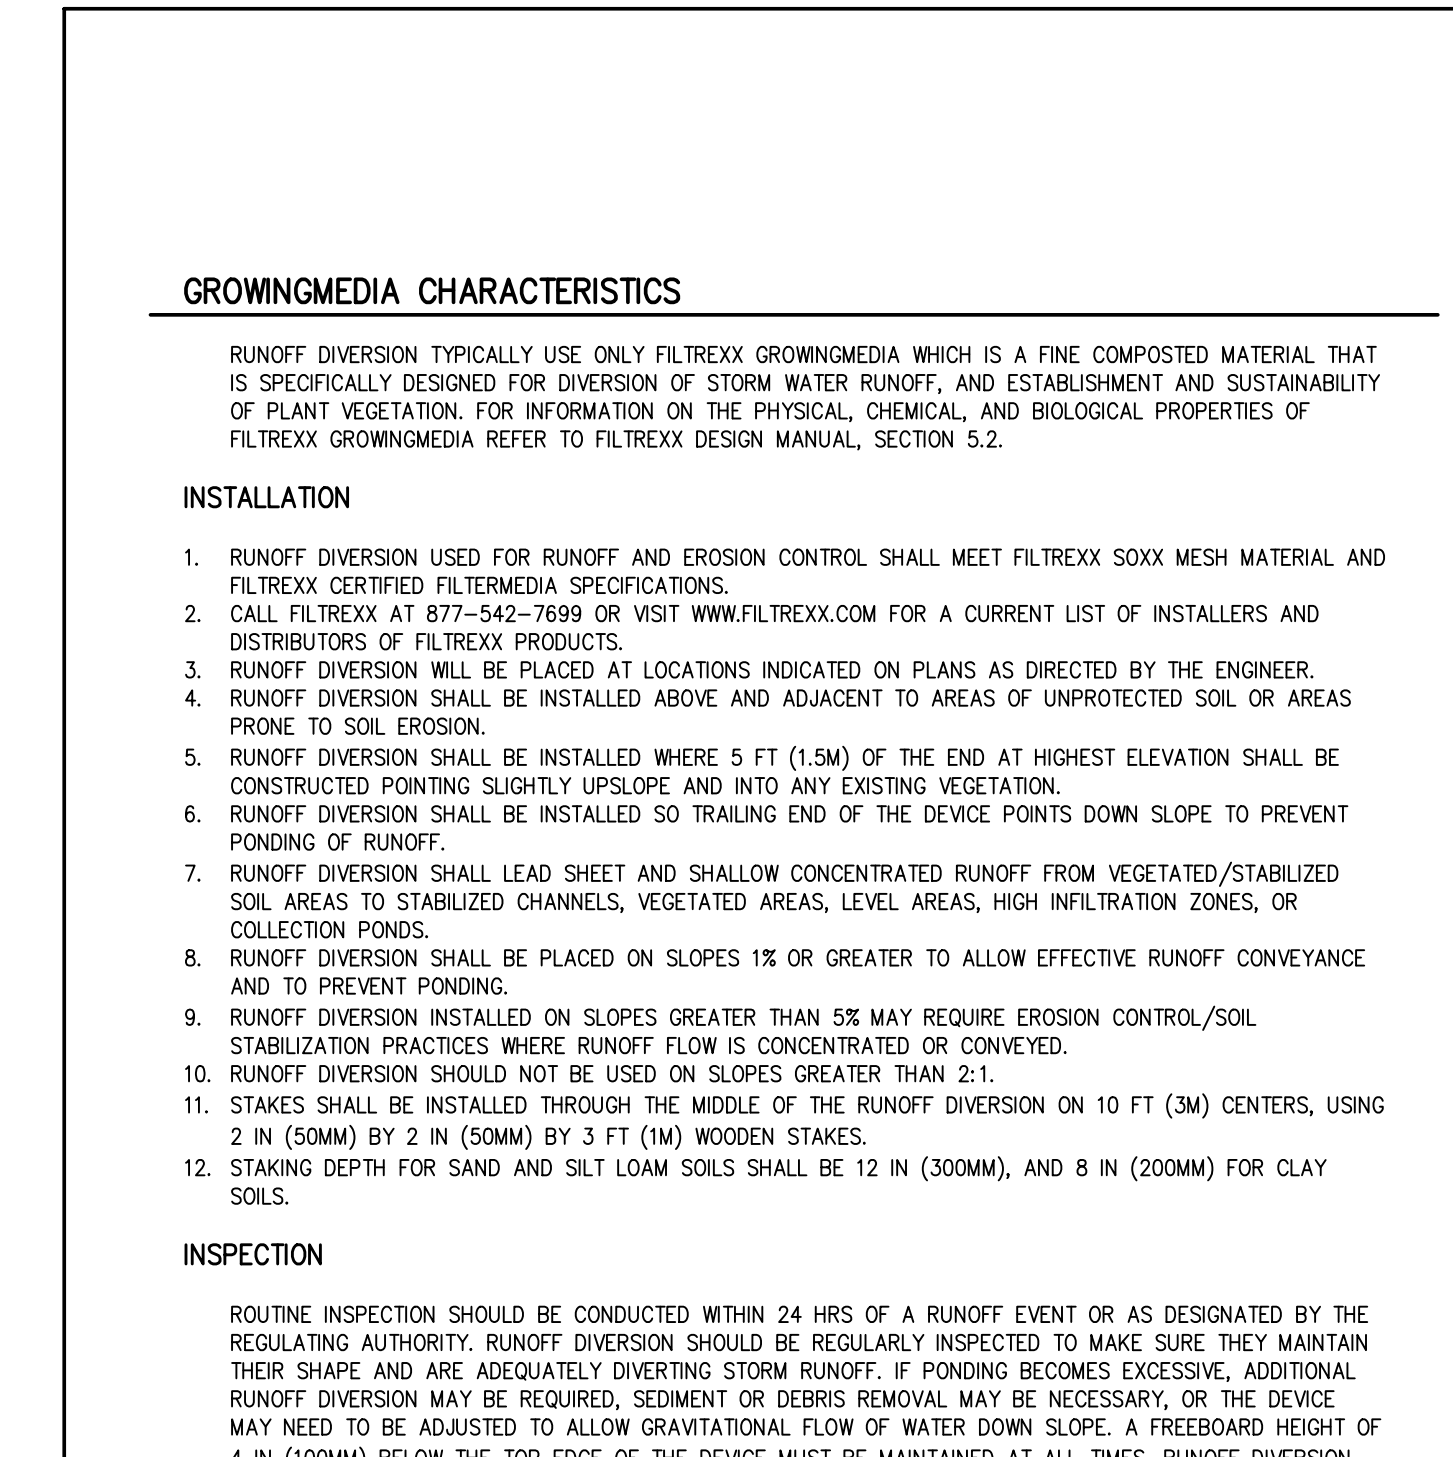 GROWINGMEDIA CHARACTERISTICS
RUNOFF DIVERSION TYPICALLY USE ONLY FILTREXX GROWINGMEDIA WHICH IS A FINE COMPOSTED MATERIAL THAT
IS SPECIFICALLY DESIGNED FOR DIVERSION OF STORM WATER RUNOFF, AND ESTABLISHMENT AND SUSTAINABILITY
OF PLANT VEGETATION. FOR INFORMATION ON THE PHYSICAL, CHEMICAL, AND BIOLOGICAL PROPERTIES OF
FILTREXX GROWINGMEDIA REFER TO FILTREXX DESIGN MANUAL, SECTION 5.2.
INSTALLATION
1. RUNOFF DIVERSION USED FOR RUNOFF AND EROSION CONTROL SHALL MEET FILTREXX SOXX MESH MATERIAL AND
FILTREXX CERTIFIED FILTERMEDIA SPECIFICATIONS.
2. CALL FILTREXX AT 877-542-7699 OR VISIT WWW.FILTREXX.COM FOR A CURRENT LIST OF INSTALLERS AND
DISTRIBUTORS OF FILTREXX PRODUCTS.
3. RUNOFF DIVERSION WILL BE PLACED AT LOCATIONS INDICATED ON PLANS AS DIRECTED BY THE ENGINEER.
4. RUNOFF DIVERSION SHALL BE INSTALLED ABOVE AND ADJACENT TO AREAS OF UNPROTECTED SOIL OR AREAS
PRONE TO SOIL EROSION.
5. RUNOFF DIVERSION SHALL BE INSTALLED WHERE 5 FT (1.5M) OF THE END AT HIGHEST ELEVATION SHALL BE
CONSTRUCTED POINTING SLIGHTLY UPSLOPE AND INTO ANY EXISTING VEGETATION.
6. RUNOFF DIVERSION SHALL BE INSTALLED SO TRAILING END OF THE DEVICE POINTS DOWN SLOPE TO PREVENT
PONDING OF RUNOFF.
7. RUNOFF DIVERSION SHALL LEAD SHEET AND SHALLOW CONCENTRATED RUNOFF FROM VEGETATED/STABILIZED
SOIL AREAS TO STABILIZED CHANNELS, VEGETATED AREAS, LEVEL AREAS, HIGH INFILTRATION ZONES, OR
COLLECTION PONDS.
8. RUNOFF DIVERSION SHALL BE PLACED ON SLOPES 1% OR GREATER TO ALLOW EFFECTIVE RUNOFF CONVEYANCE
AND TO PREVENT PONDING.
9. RUNOFF DIVERSION INSTALLED ON SLOPES GREATER THAN 5% MAY REQUIRE EROSION CONTROL/SOIL
STABILIZATION PRACTICES WHERE RUNOFF FLOW IS CONCENTRATED OR CONVEYED.
10. RUNOFF DIVERSION SHOULD NOT BE USED ON SLOPES GREATER THAN 2:1.
11. STAKES SHALL BE INSTALLED THROUGH THE MIDDLE OF THE RUNOFF DIVERSION ON 10 FT (3M) CENTERS, USING
2 IN (50MM) BY 2 IN (50MM) BY 3 FT (1M) WOODEN STAKES.
12. STAKING DEPTH FOR SAND AND SILT LOAM SOILS SHALL BE 12 IN (300MM), AND 8 IN (200MM) FOR CLAY
SOILS.
INSPECTION
ROUTINE INSPECTION SHOULD BE CONDUCTED WITHIN 24 HRS OF A RUNOFF EVENT OR AS DESIGNATED BY THE
REGULATING AUTHORITY. RUNOFF DIVERSION SHOULD BE REGULARLY INSPECTED TO MAKE SURE THEY MAINTAIN
THEIR SHAPE AND ARE ADEQUATELY DIVERTING STORM RUNOFF. IF PONDING BECOMES EXCESSIVE, ADDITIONAL
RUNOFF DIVERSION MAY BE REQUIRED, SEDIMENT OR DEBRIS REMOVAL MAY BE NECESSARY, OR THE DEVICE
MAY NEED TO BE ADJUSTED TO ALLOW GRAVITATIONAL FLOW OF WATER DOWN SLOPE. A FREEBOARD HEIGHT OF
4 IN (100MM) BELOW THE TOP EDGE OF THE DEVICE MUST BE MAINTAINED AT ALL TIMES. RUNOFF DIVERSION